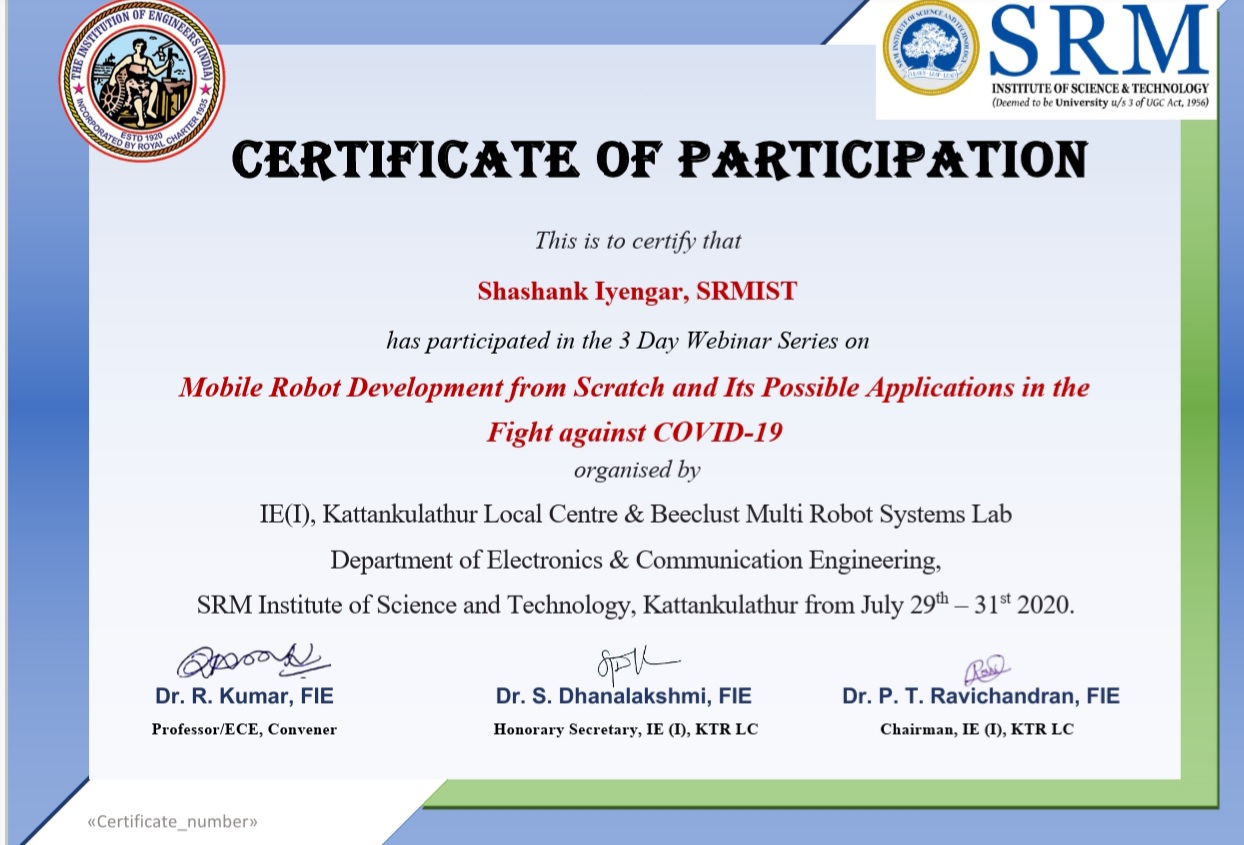 THE INSTITUTION OF ENGINEERS (INDIA)
ESTD 1920
INCORPORATED BY ROYAL CHARTER 1935
SRM
INSTITUTE OF SCIENCE & TECHNOLOGY
(Deemed to be University u/s 3 of UGC Act, 1956)
CERTIFICATE OF PARTICIPATION
This is to certify that
Shashank Iyengar, SRMIST
has participated in the 3 Day Webinar Series on
Mobile Robot Development from Scratch and Its Possible Applications in the
Fight against COVID-19
organised by
IE(I), Kattankulathur Local Centre & Beeclust Multi Robot Systems Lab
Department of Electronics & Communication Engineering,
SRM Institute of Science and Technology, Kattankulathur from July 29th – 31st 2020.
Dr. R. Kumar, FIE
Professor/ECE, Convener
Dr. S. Dhanalakshmi, FIE
Honorary Secretary, IE (I), KTR LC
Dr. P. T. Ravichandran, FIE
Chairman, IE (I), KTR LC
«Certificate_number»